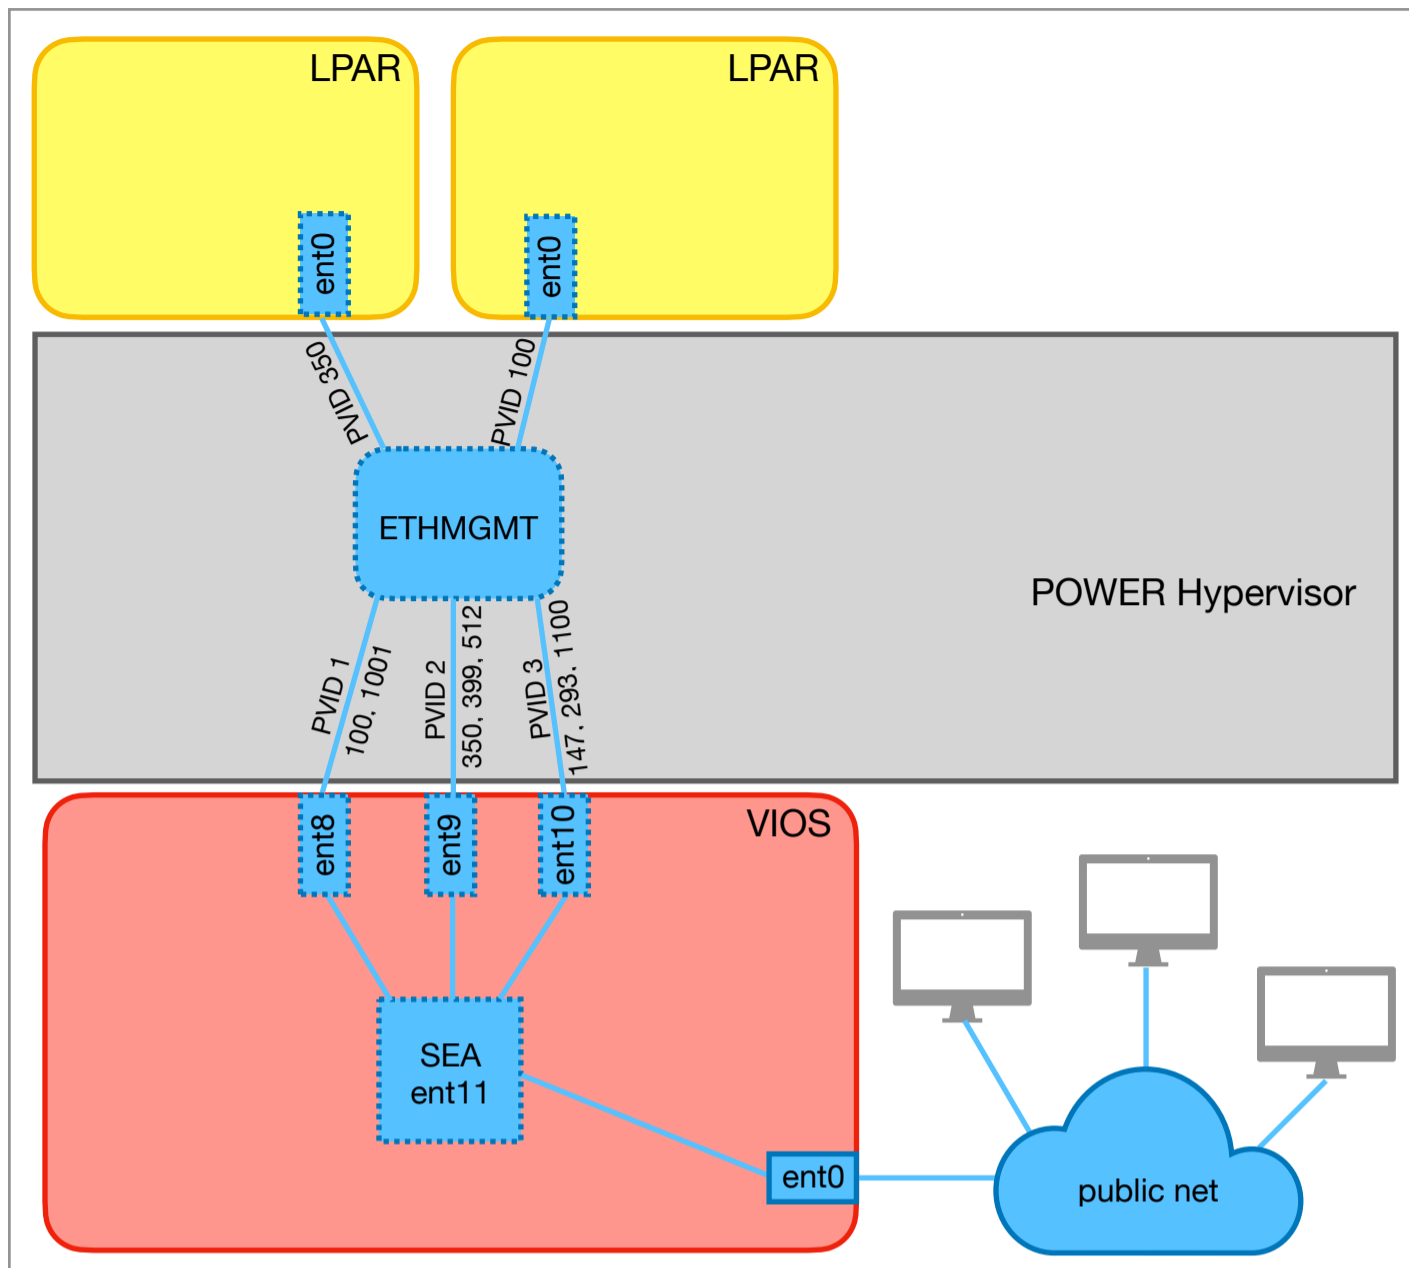 LPAR
LPAR
ent0
ent0
PVID 350
PVID 100
ETHMGMT
POWER Hypervisor
PVID 1
100, 1001
PVID 2
350, 399, 512
PVID 3
147, 293, 1100
VIOS
ent8
ent9
ent10
SEA
ent11
ent0
public net